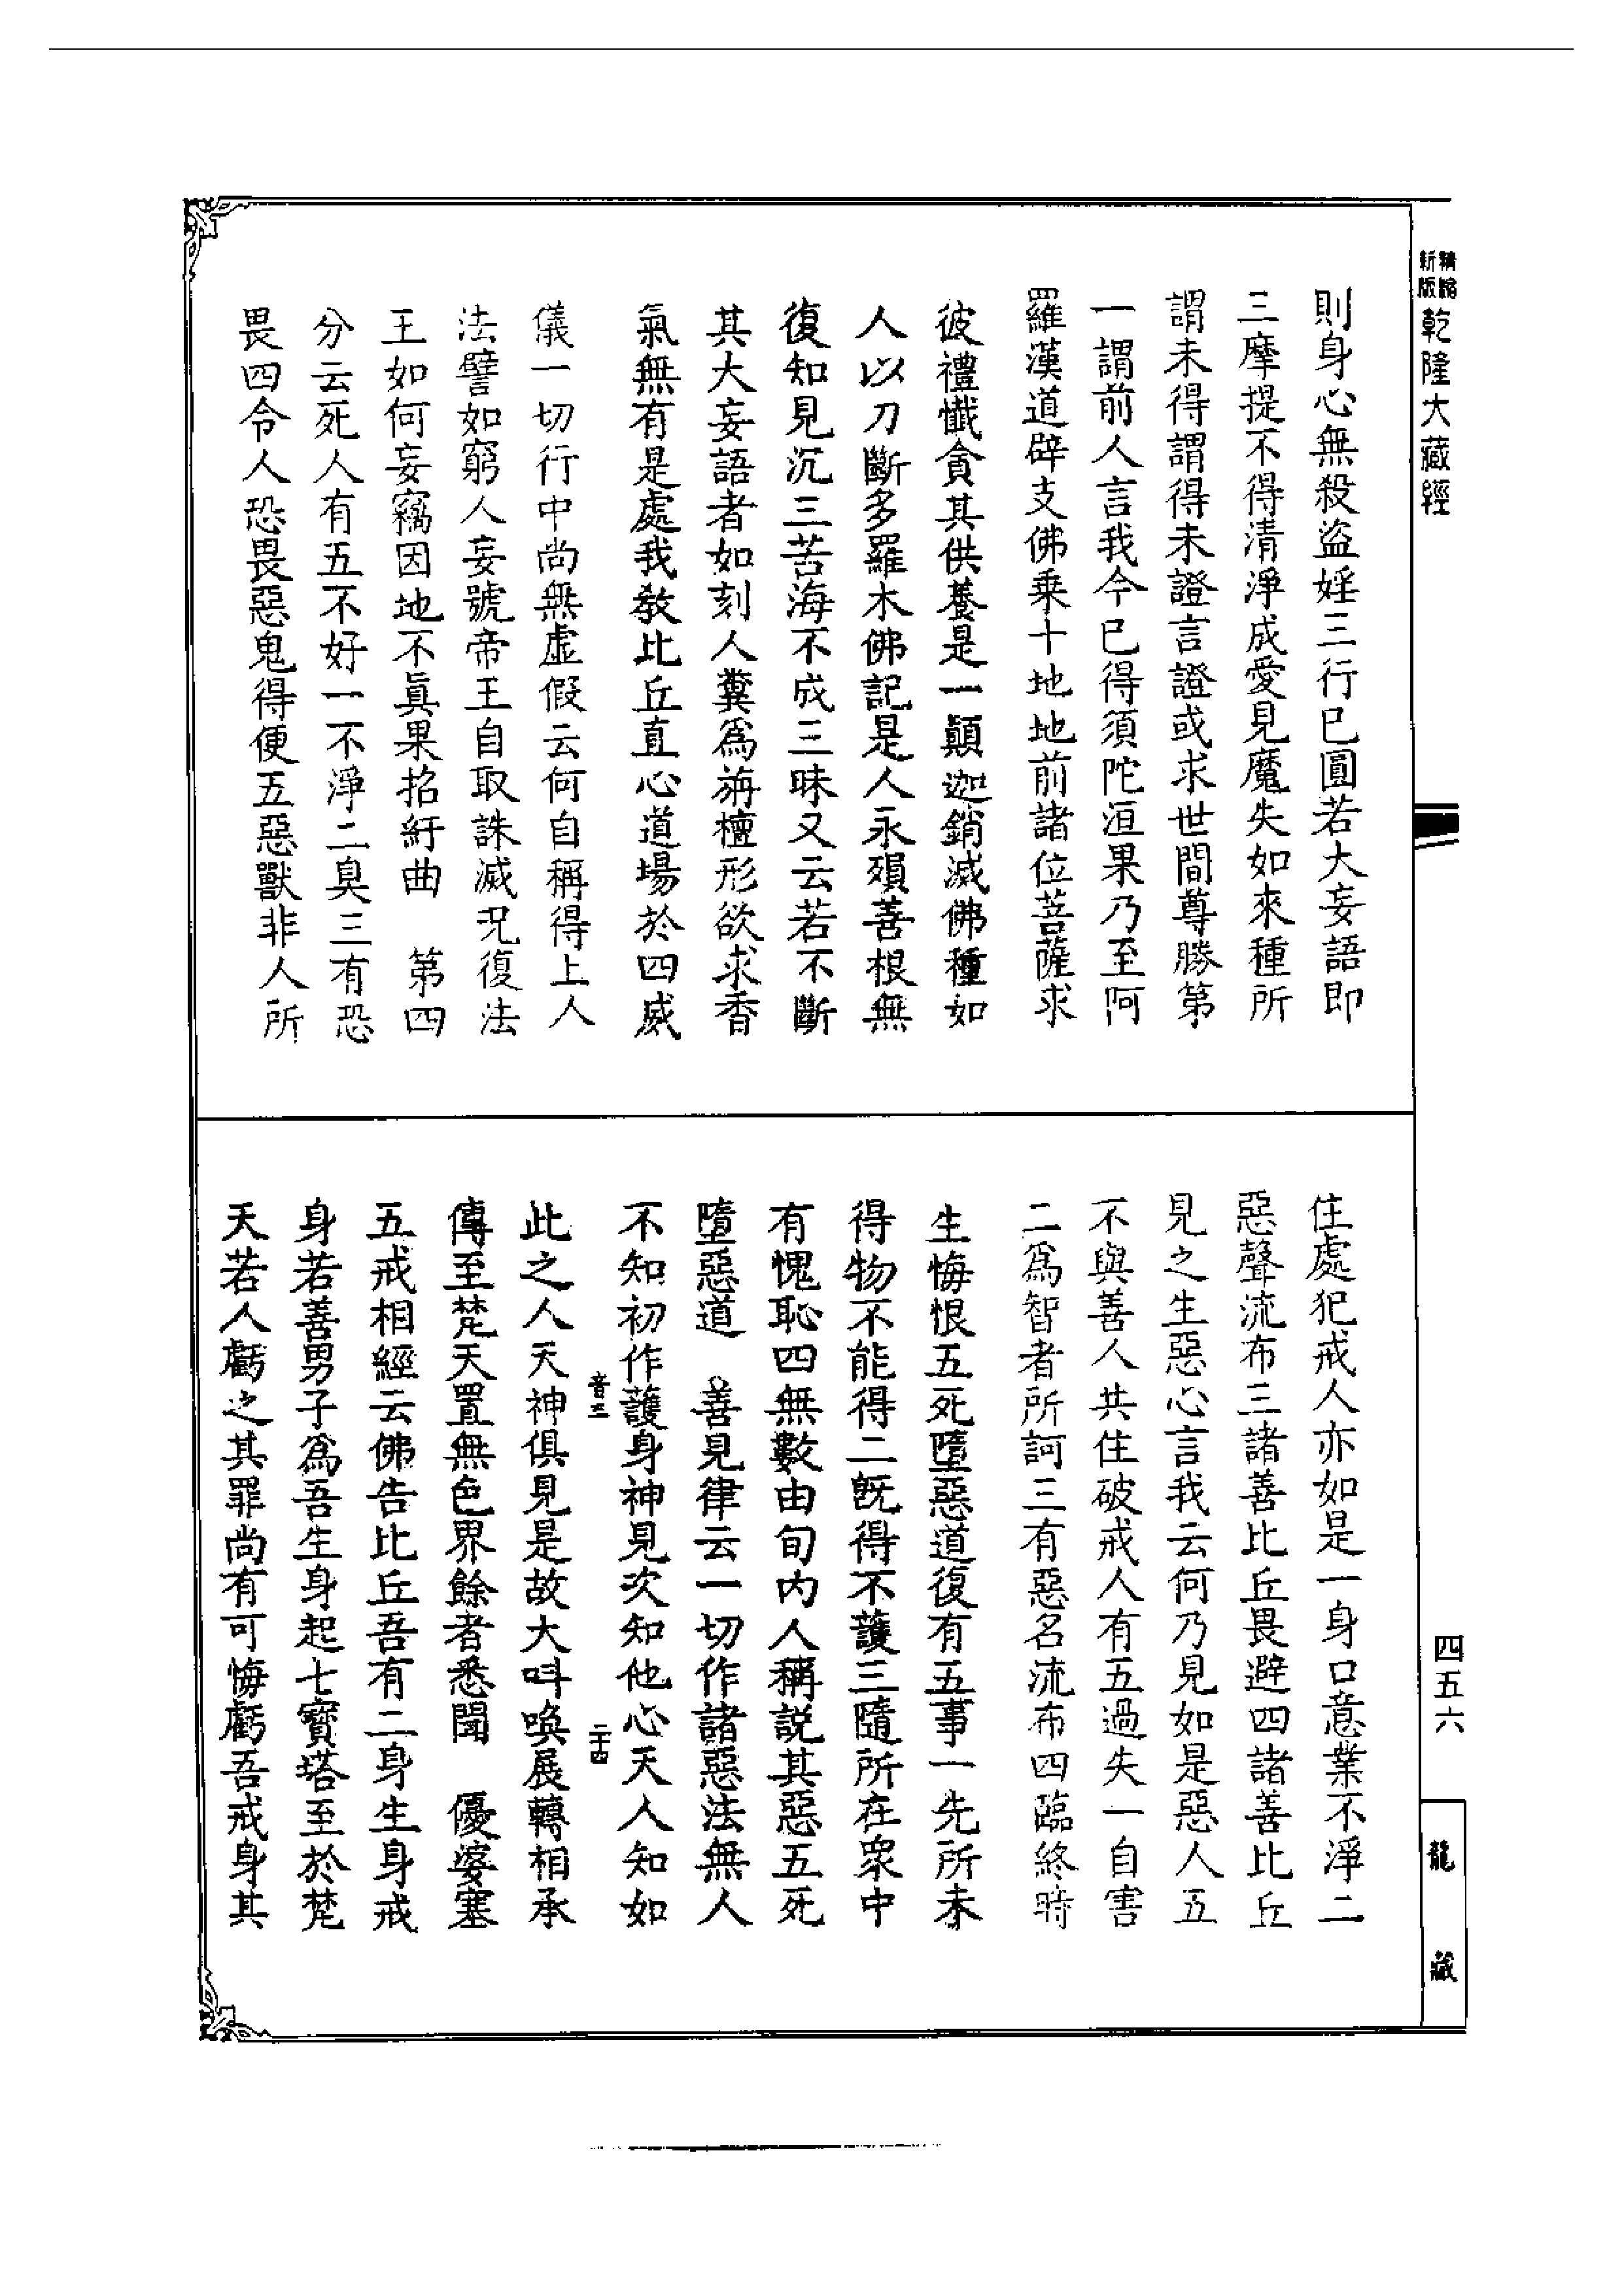 精縮新版乾隆大藏經
四五六
龍藏
則身心無殺盜婬三行已圓若大妄語即
三摩提不得清淨成愛見魔失如來種所
謂未得謂得未證言證或求世間尊勝第
一謂前人言我今已得須陀洹果乃至阿
羅漢道辟支佛乗十地地前諸位菩薩求
彼禮懺貪其供養是一顛迦銷滅佛種如
人以刀斷多羅木佛記是人永殞善根無
復知見沉三苦海不成三昧又云若不斷
其大妄語者如刻人糞爲旃檀形欲求香
氣無有是處我教比丘直心道場於四威
儀一切行中尚無虛假云何自稱得上人
法譬如窮人妄號帝王自取誅滅況復法
王如何妄竊因地不眞果招紆曲　第四
分云死人有五不好一不淨二臭三有恐
畏四令人恐畏惡鬼得便五惡獸非人所
住處犯戒人亦如是一身口意業不淨二
惡聲流布三諸善比丘畏避四諸善比丘
見之生惡心言我云何乃見如是惡人五
不與善人共住破戒人有五過失一自害
二爲智者所訶三有惡名流布四臨終時
生悔恨五死墮惡道復有五事一先所未
得物不能得二旣得不護三隨所在衆中
有愧恥四無數由旬內人稱說其惡五死
墮惡道　善見律云一切作諸惡法無人
不知初作護身神見次知他心天人知如
音三
二十四
此之人天神俱見是故大呌喚展轉相承
傳至梵天置無色界餘者悉聞　優婆塞
五戒相經云佛告比丘吾有二身生身戒
身若善男子爲吾生身起七寶塔至於梵
天若人虧之其罪尚有可悔虧吾戒身其